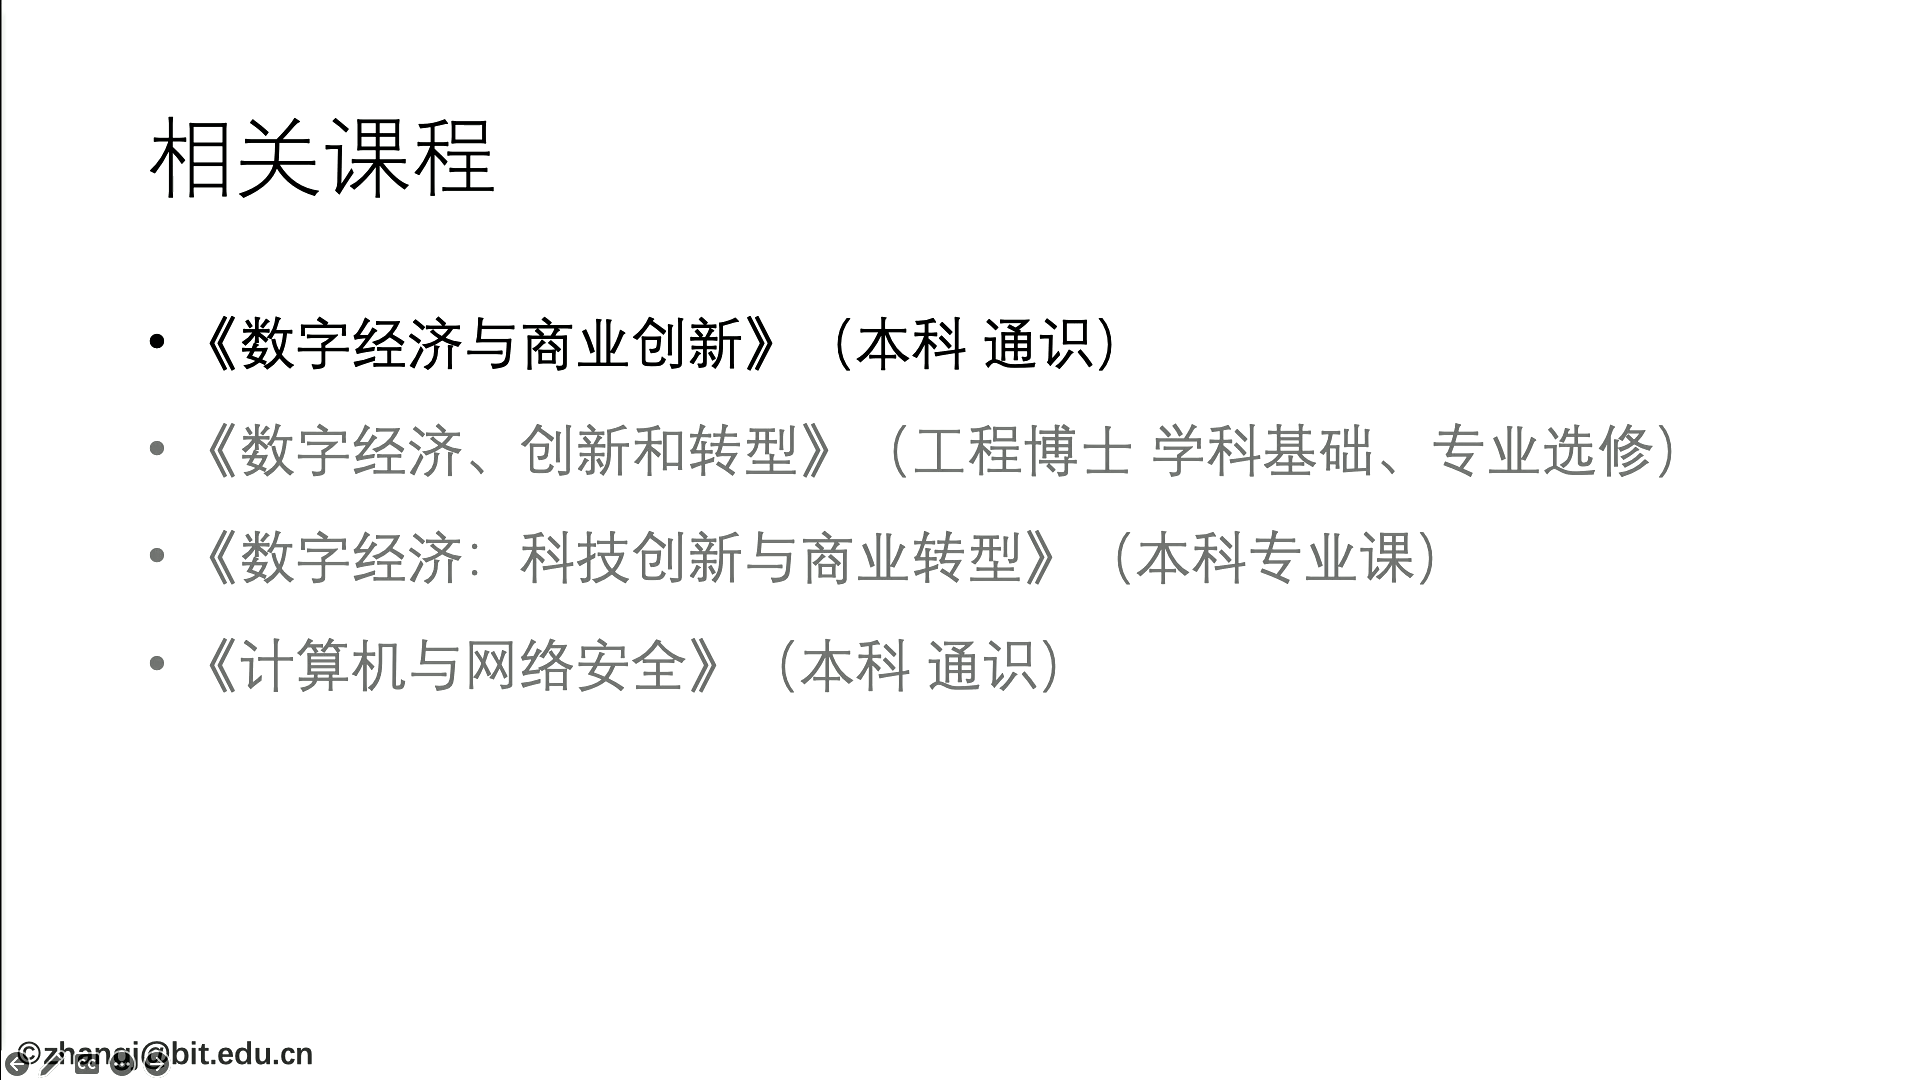 相关课程
• 《数字经济与商业创新》（本科 通识）
• 《数字经济、创新和转型》（工程博士 学科基础、专业选修）
• 《数字经济：科技创新与商业转型》（本科专业课）
• 《计算机与网络安全》（本科 通识）
©zhangj@bit.edu.cn
CC